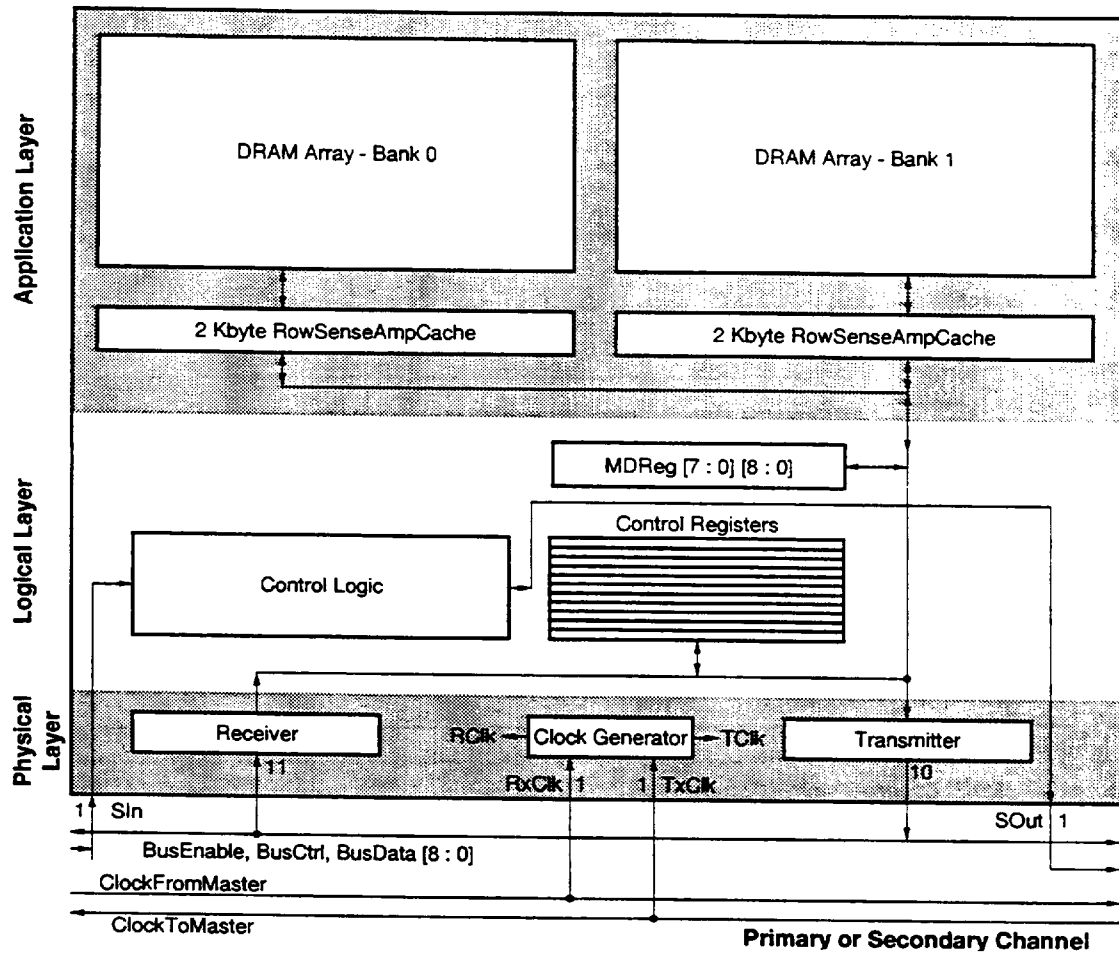 Application Layer
DRAM Array - Bank 0
DRAM Array - Bank 1
2 Kbyte RowSenseAmpCache
2 Kbyte RowSenseAmpCache
Logical Layer
MDReg [7 : 0] [8 : 0]
Control Registers
Control Logic
Physical
Layer
Receiver
RClk
Clock Generator
TClk
Transmitter
11
RxClk 1
1 TxClk
10
1 SIn
SOut 1
BusEnable, BusCtrl, BusData [8 : 0]
ClockFromMaster
ClockToMaster
Primary or Secondary Channel